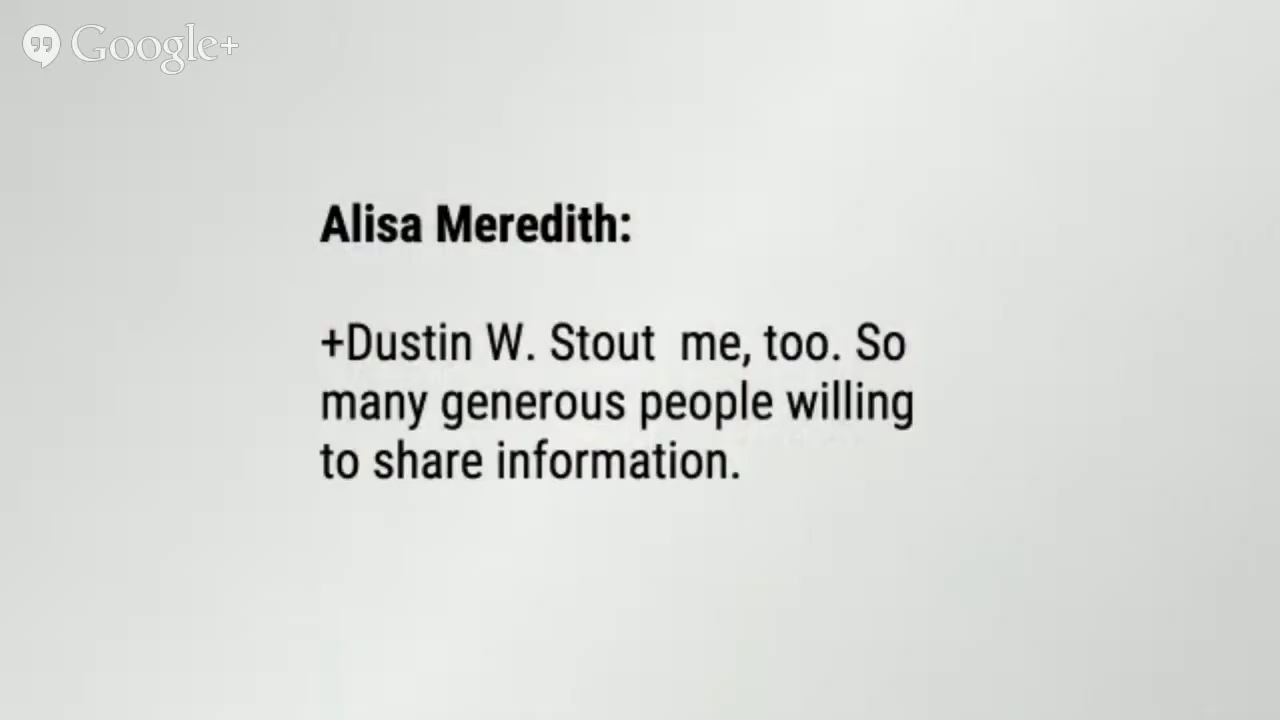 Google+
Alisa Meredith:
+Dustin W. Stout  me, too. So
many generous people willing
to share information.